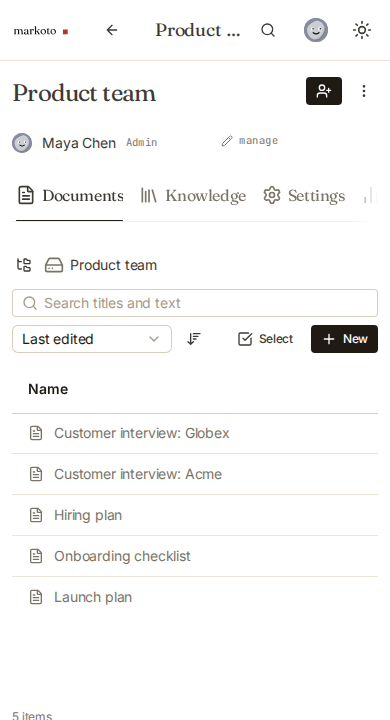 markoto
Product ...
Product team
Maya Chen Admin
manage
Documents Knowledge Settings
Product team
Search titles and text
Last edited
Select
New
Name
Customer interview: Globex
Customer interview: Acme
Hiring plan
Onboarding checklist
Launch plan
5 items